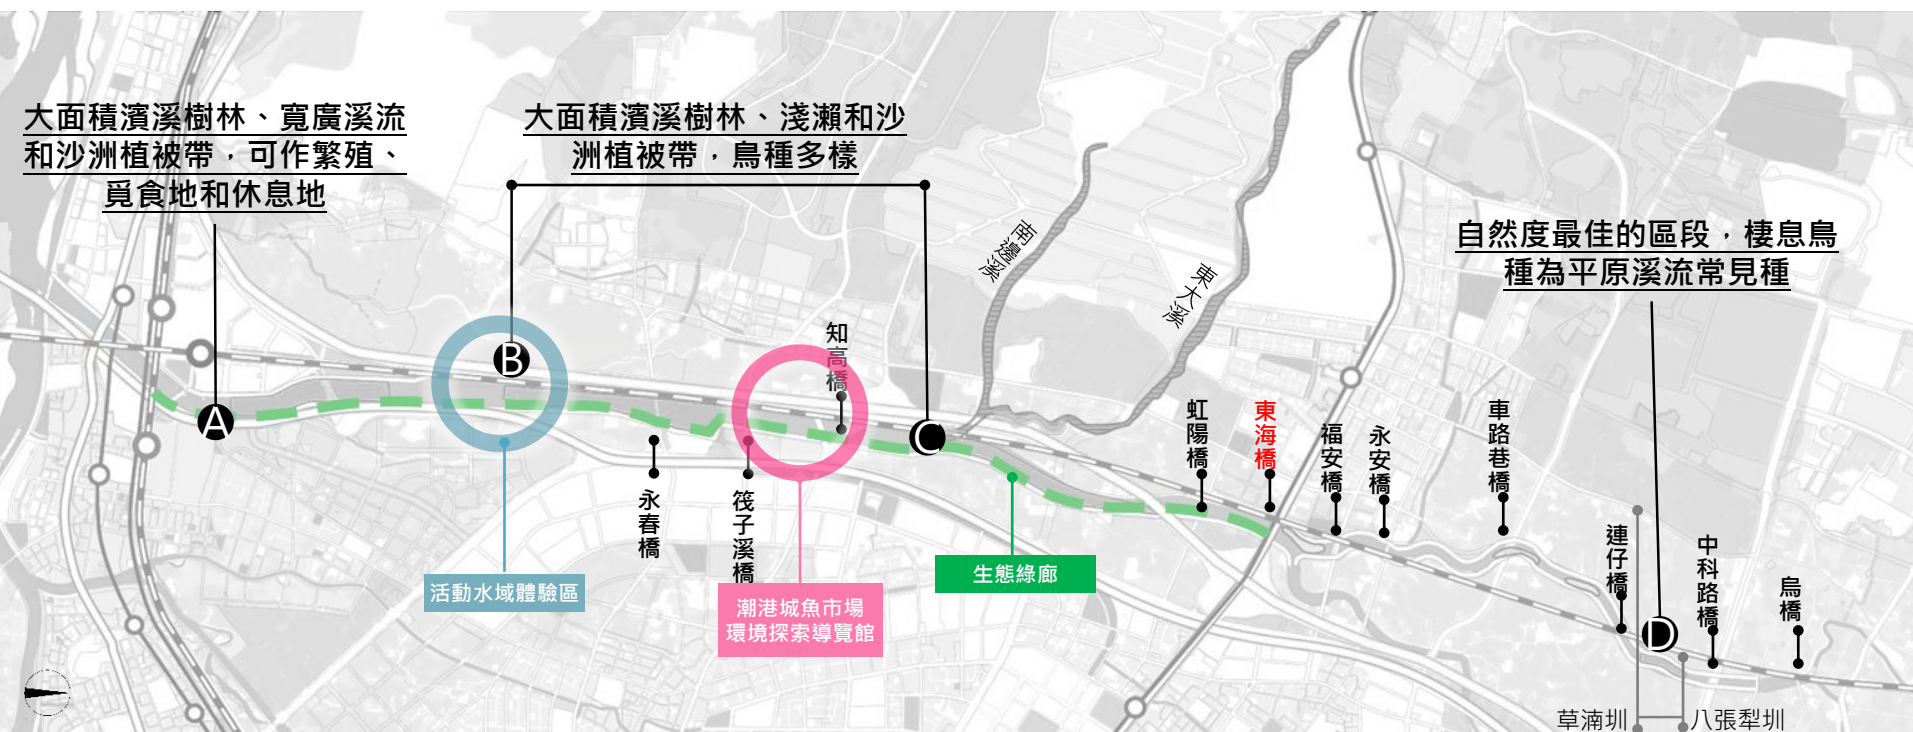 大面積濱溪樹林、寬廣溪流
和沙洲植被帶，可作繁殖、
覓食地和休息地
大面積濱溪樹林、淺瀨和沙
洲植被帶，鳥種多樣
自然度最佳的區段，棲息鳥
種為平原溪流常見種
南邊溪
東大溪
知高橋
A
B
C
D
虹陽橋
東海橋
福安橋
永安橋
車路巷橋
永春橋
筏子溪橋
連仔橋
中科路橋
烏橋
活動水域體驗區
潮港城魚市場
環境探索導覽館
生態綠廊
草湳圳
八張犁圳